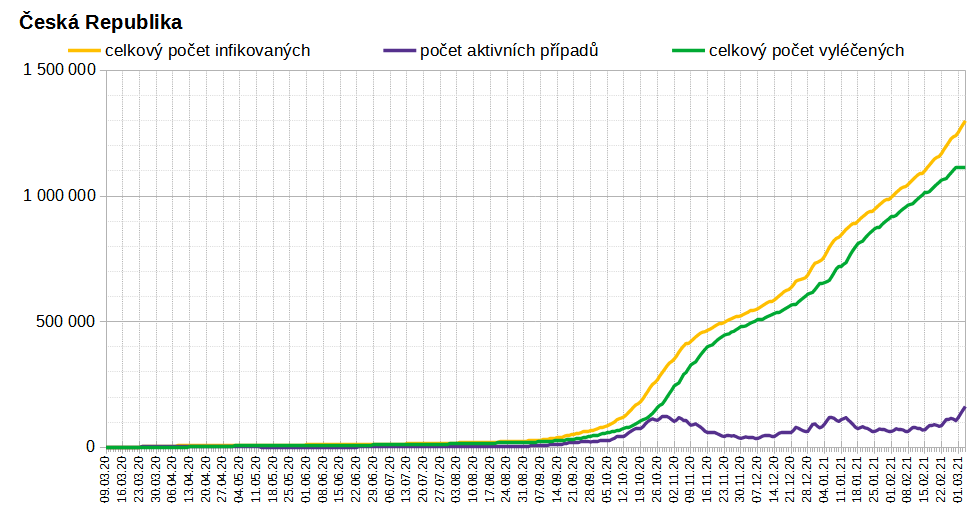 Česká Republika
celkový počet infikovaných počet aktivních případů celkový počet vyléčených
1 500 000
1 000 000
500 000
0
09.03.20 16.03.20 23.03.20 30.03.20 06.04.20 13.04.20 20.04.20 27.04.20 04.05.20 11.05.20 18.05.20 25.05.20 01.06.20 08.06.20 15.06.20 22.06.20 29.06.20 06.07.20 13.07.20 20.07.20 27.07.20 03.08.20 10.08.20 17.08.20 24.08.20 31.08.20 07.09.20 14.09.20 21.09.20 28.09.20 05.10.20 12.10.20 19.10.20 26.10.20 02.11.20 09.11.20 16.11.20 23.11.20 30.11.20 07.12.20 14.12.20 21.12.20 28.12.20 04.01.21 11.01.21 18.01.21 25.01.21 01.02.21 08.02.21 15.02.21 22.02.21 01.03.21